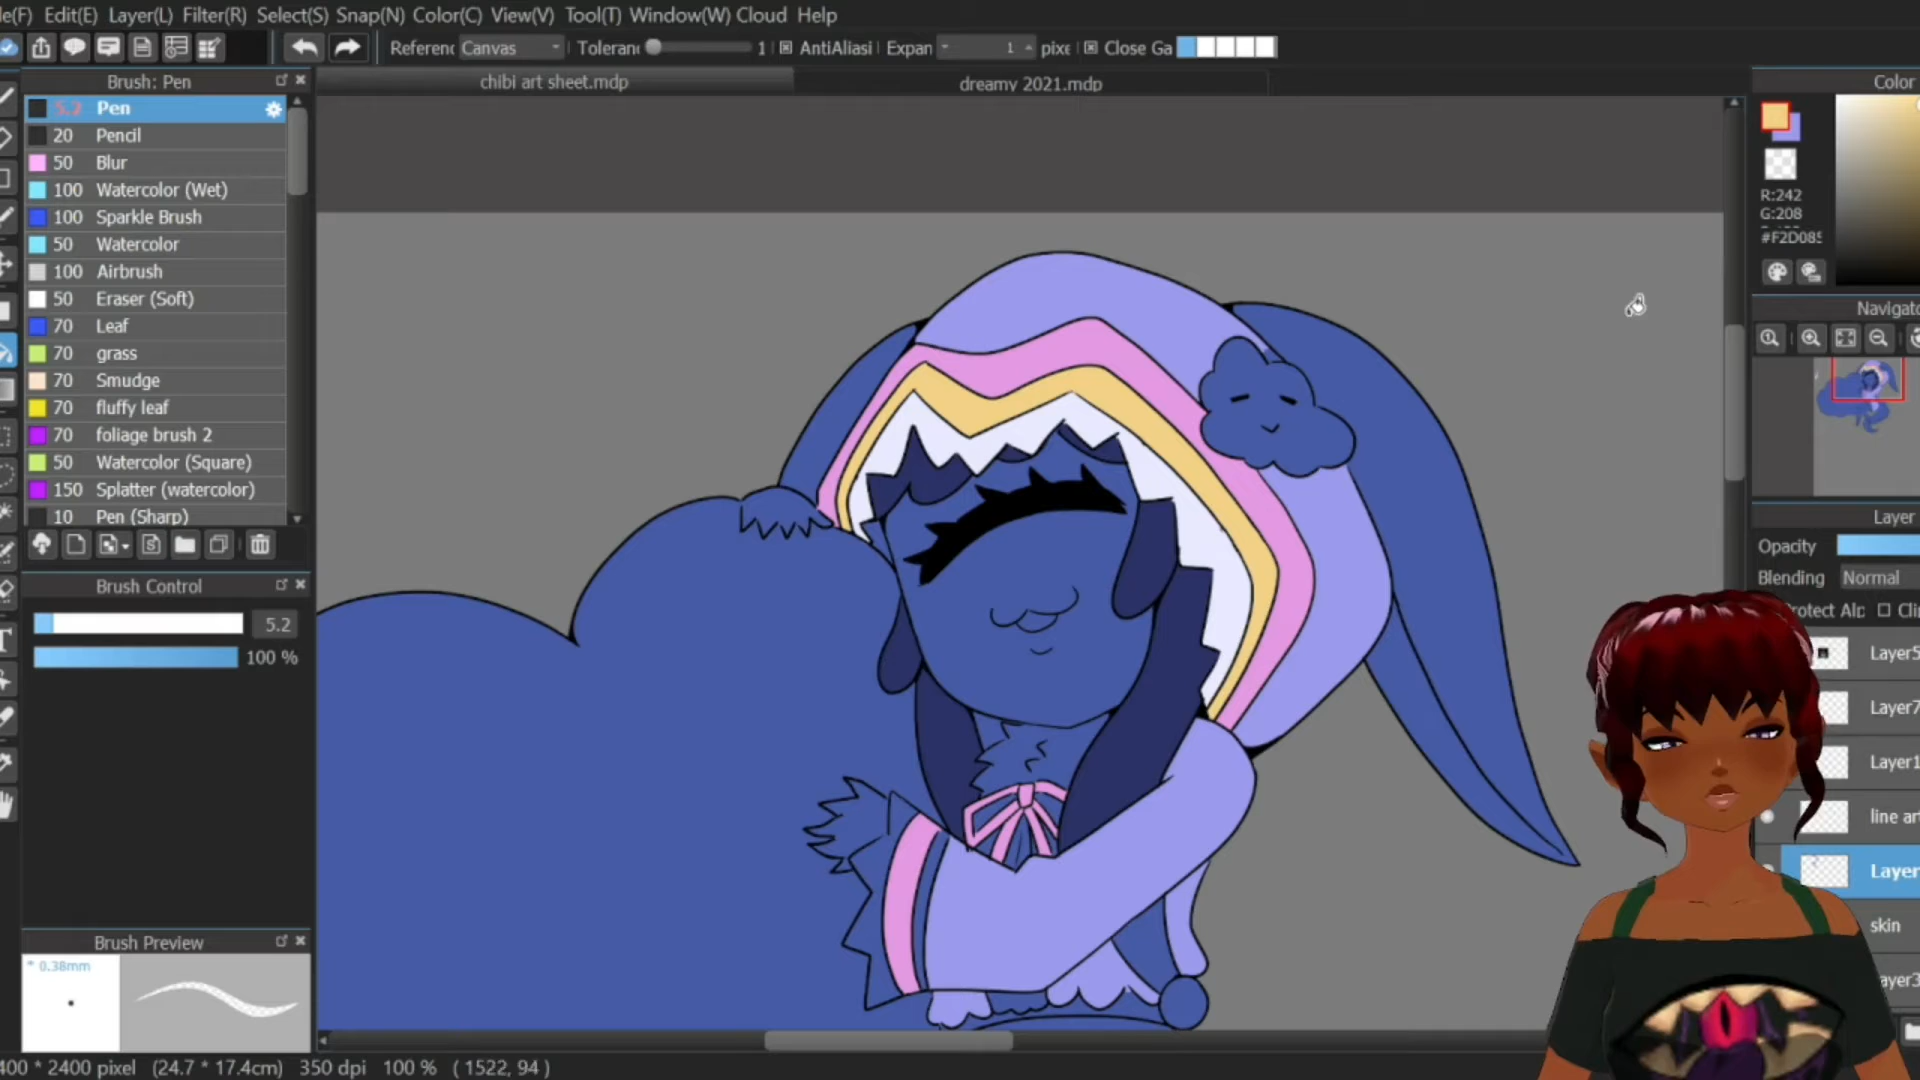 le(F) Edit(E) Layer(L) Filter(R) Select(S) Snap(N) Color(C) View(V) Tool(T) Window(W) Cloud Help
Referenc Canvas Toleran 1 AntiAliasi Expan 1 pixe Close Ga
Brush: Pen
chibi art sheet.mdp
dreamy 2021.mdp
Color
5.2 Pen
20 Pencil
50 Blur
100 Watercolor (Wet)
100 Sparkle Brush
50 Watercolor
100 Airbrush
50 Eraser (Soft)
70 Leaf
70 grass
70 Smudge
70 fluffy leaf
70 foliage brush 2
50 Watercolor (Square)
150 Splatter (watercolor)
10 Pen (Sharp)
R:242
G:208
#F2D085
Navigato
Brush Control
5.2
100 %
Layer
Opacity
Blending Normal
rotect Alp Cli
Layer5
Layer7
Layer1
line ar
Layer
skin
ayer3
Brush Preview
* 0.38mm
400 * 2400 pixel (24.7 * 17.4cm) 350 dpi 100 % ( 1522, 94 )